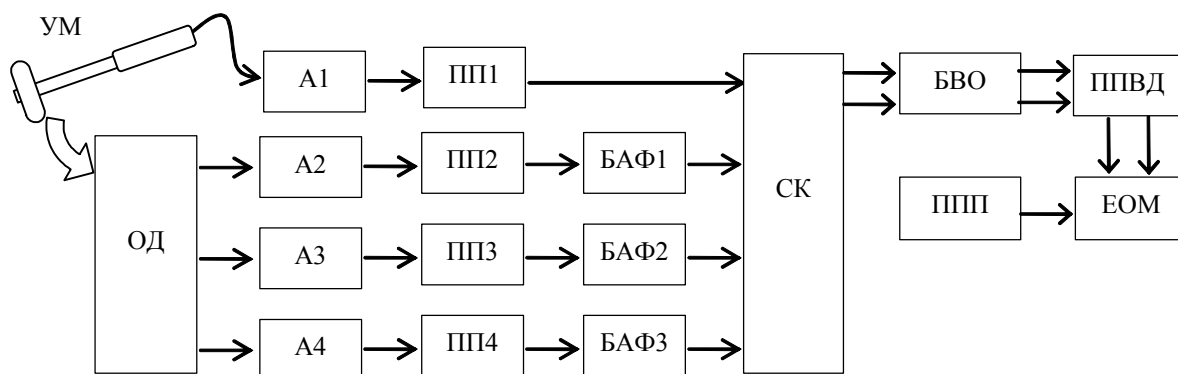 УМ
А1
ПП1
БВО
ППВД
А2
ПП2
БАФ1
СК
ППП
ЕОМ
ОД
А3
ПП3
БАФ2
А4
ПП4
БАФ3